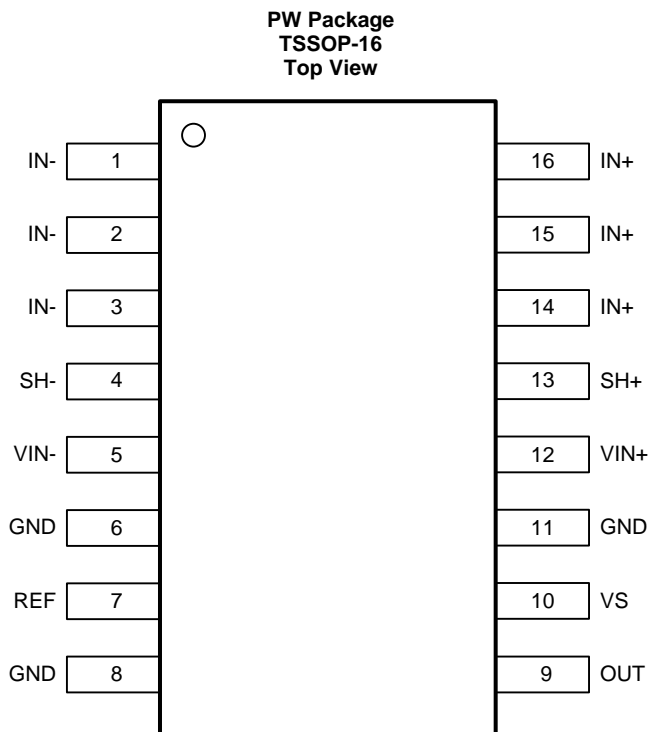 PW Package
TSSOP-16
Top View
IN- 1 16 IN+
IN- 2 15 IN+
IN- 3 14 IN+
SH- 4 13 SH+
VIN- 5 12 VIN+
GND 6 11 GND
REF 7 10 VS
GND 8 9 OUT